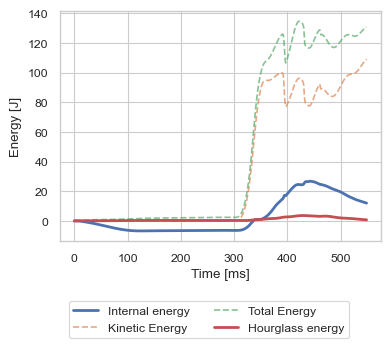 140
120
100
80
60
40
20
0
Energy [J]
0 100 200 300 400 500
Time [ms]
Internal energy Total Energy
Kinetic Energy Hourglass energy